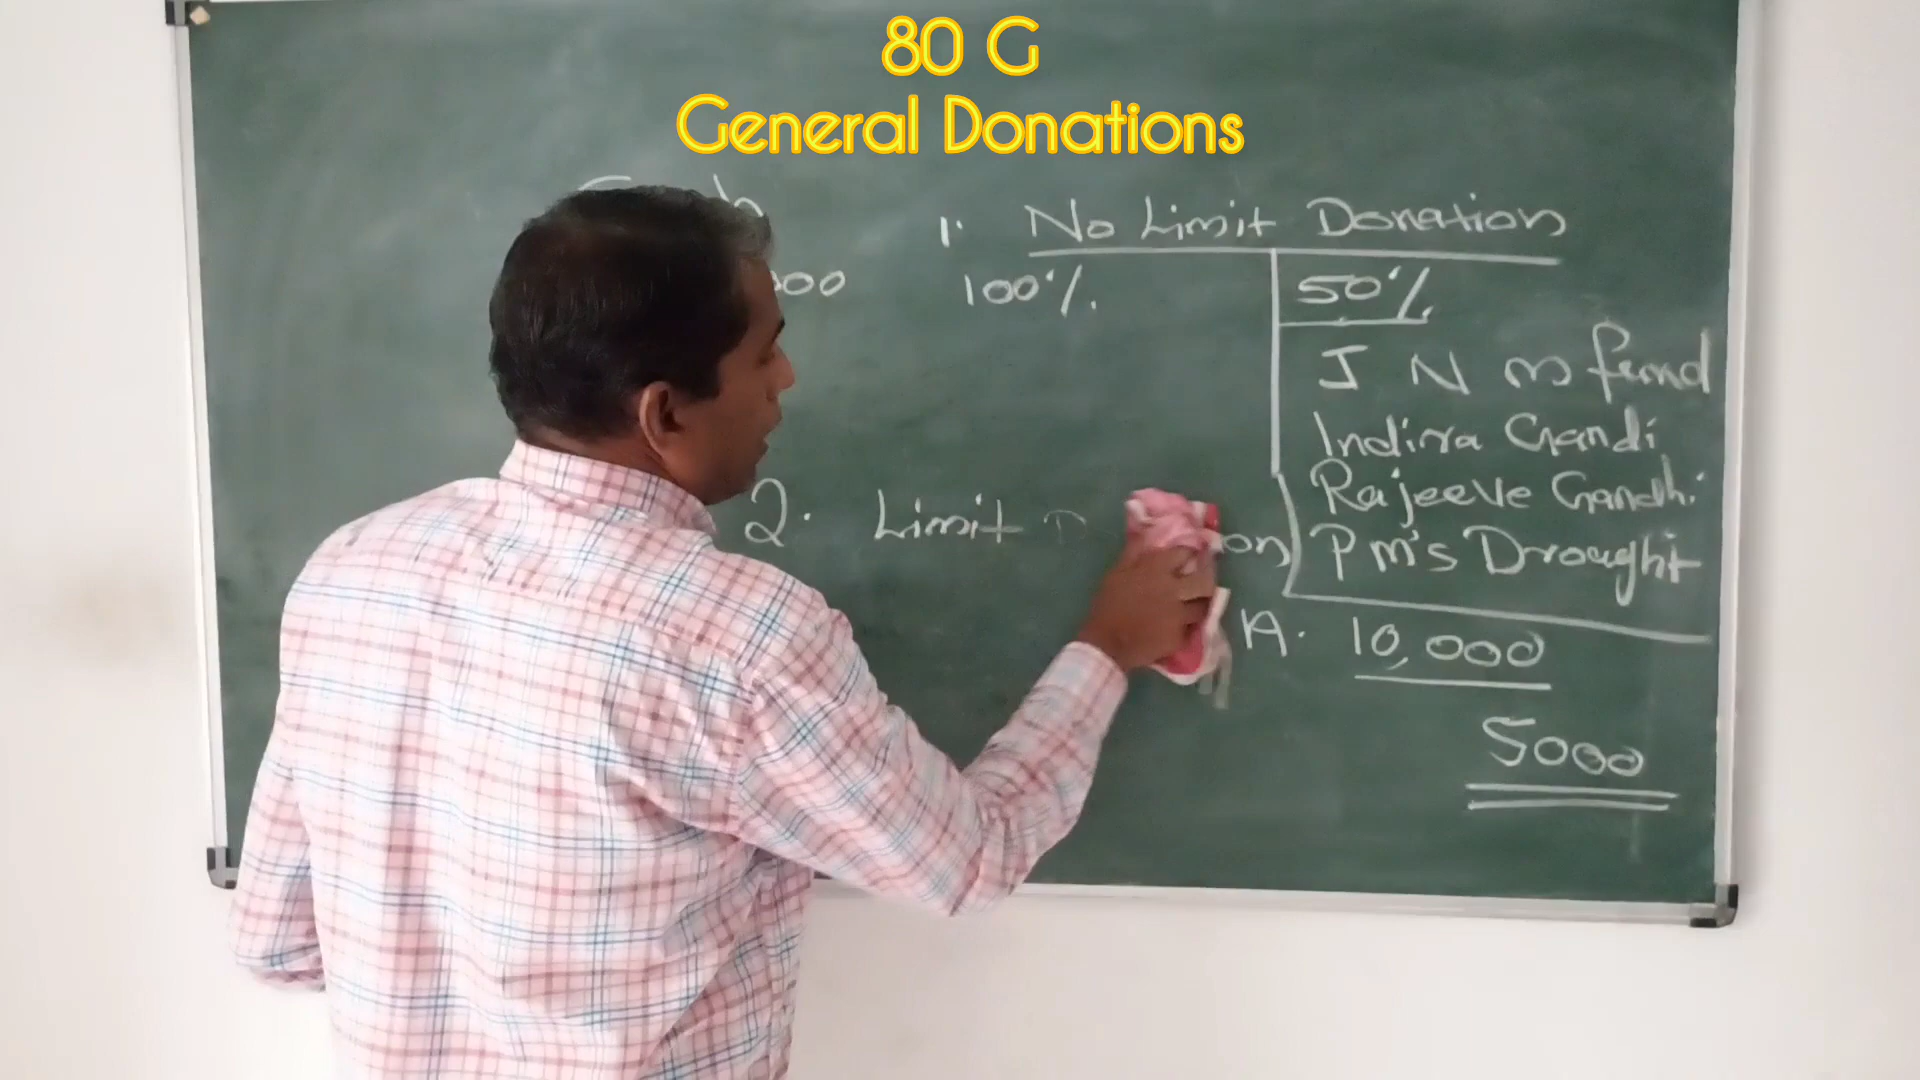 80 G
General Donations
1. No Limit Donation
100%.
50%.
J N m fund
Indira Gandi
Rajeeve Gandhi
PM's Drought
2. Limit
A. 10,000
5000